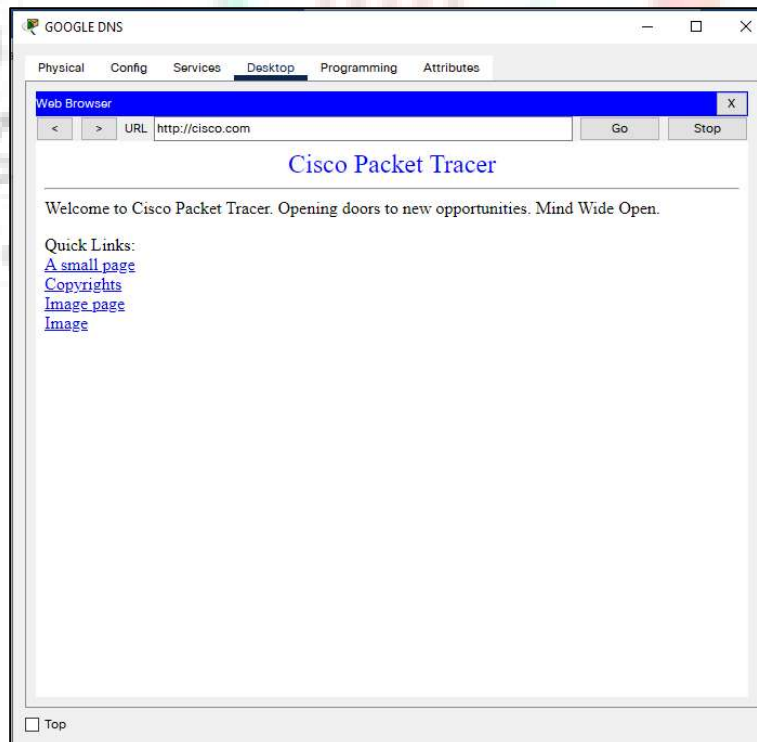 GOOGLE DNS
Physical Config Services Desktop Programming Attributes
Web Browser X
< > URL http://cisco.com Go Stop
Cisco Packet Tracer
Welcome to Cisco Packet Tracer. Opening doors to new opportunities. Mind Wide Open.
Quick Links:
A small page
Copyrights
Image page
Image
Top